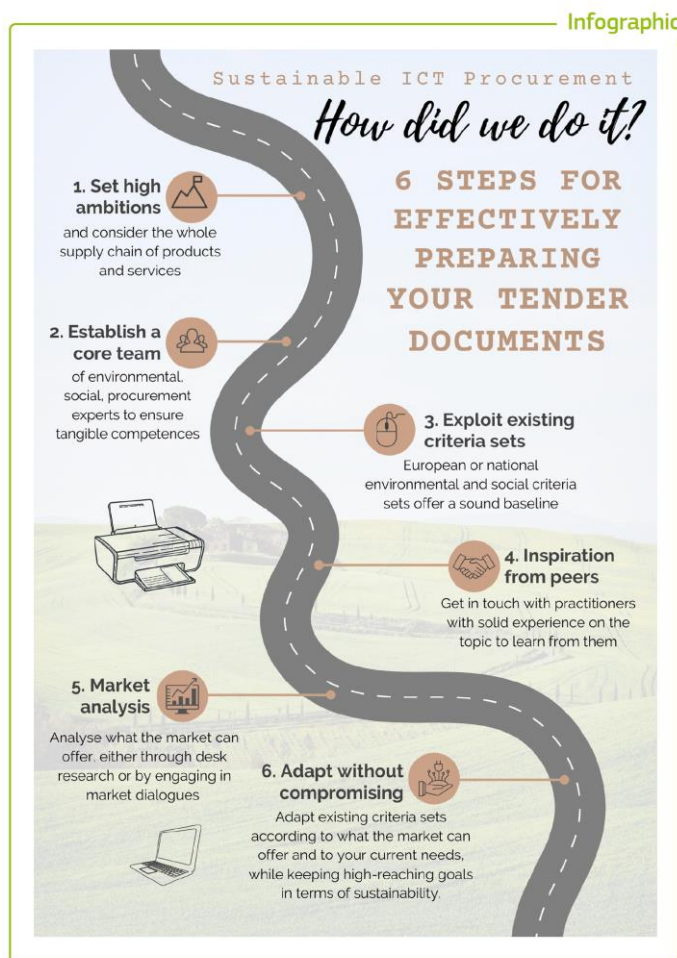 Infographic
Sustainable ICT Procurement
How did we do it?
6 STEPS FOR
EFFECTIVELY
PREPARING
YOUR TENDER
DOCUMENTS
1. Set high
ambitions
and consider the whole
supply chain of products
and services
2. Establish a
core team
of environmental,
social, procurement
experts to ensure
tangible competences
3. Exploit existing
criteria sets
European or national
environmental and social criteria
sets offer a sound baseline
4. Inspiration
from peers
Get in touch with practitioners
with solid experience on the
topic to learn from them
5. Market
analysis
Analyse what the market can
offer, either through desk
research or by engaging in
market dialogues
6. Adapt without
compromising
Adapt existing criteria sets
according to what the market can
offer and to your current needs,
while keeping high-reaching goals
in terms of sustainability.